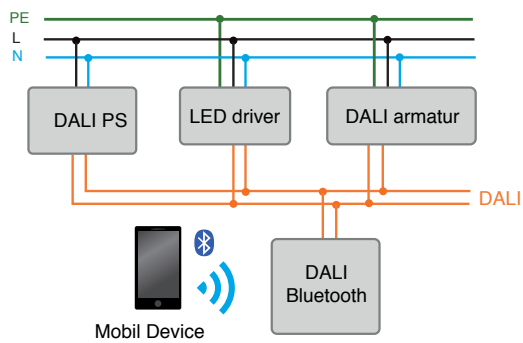 PE
L
N
DALI PS
LED driver
DALI armatur
DALI
DALI
Bluetooth
Mobil Device